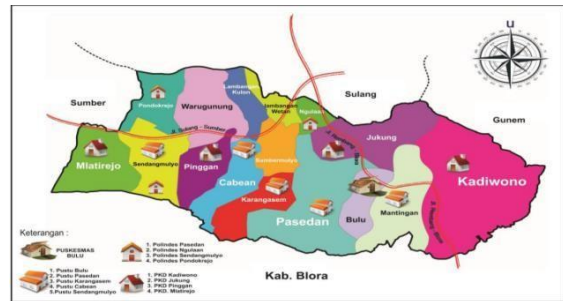 u
Sumber
Sulang
Gunem
Pondokrejo
Warugunung
Lambangan
Kulon
Lambangan
Wetan
Ngulaan
Jl. Sulang - Sumber
Jukung
Mlatirejo
Sendangmulyo
Pinggan
Cabean
Sumbermulyo
Karangasem
Kadiwono
Pasedan
Bulu
Mantingan
Keterangan :
PUSKESMAS
BULU
1. Polindes Pasedan
2. Polindes Ngulaan
3. Polindes Sendangmulyo
4. Polindes Pondokrejo
1. Pustu Bulu
2. Pustu Pasedan
3. Pustu Karangasem
4. Pustu Cabean
5.Pustu Sendangmulyo
1. PKD Kadiwono
2. PKD Jukung
3. PKD Pinggan
4. PKD. Mlatirejo
Kab. Blora